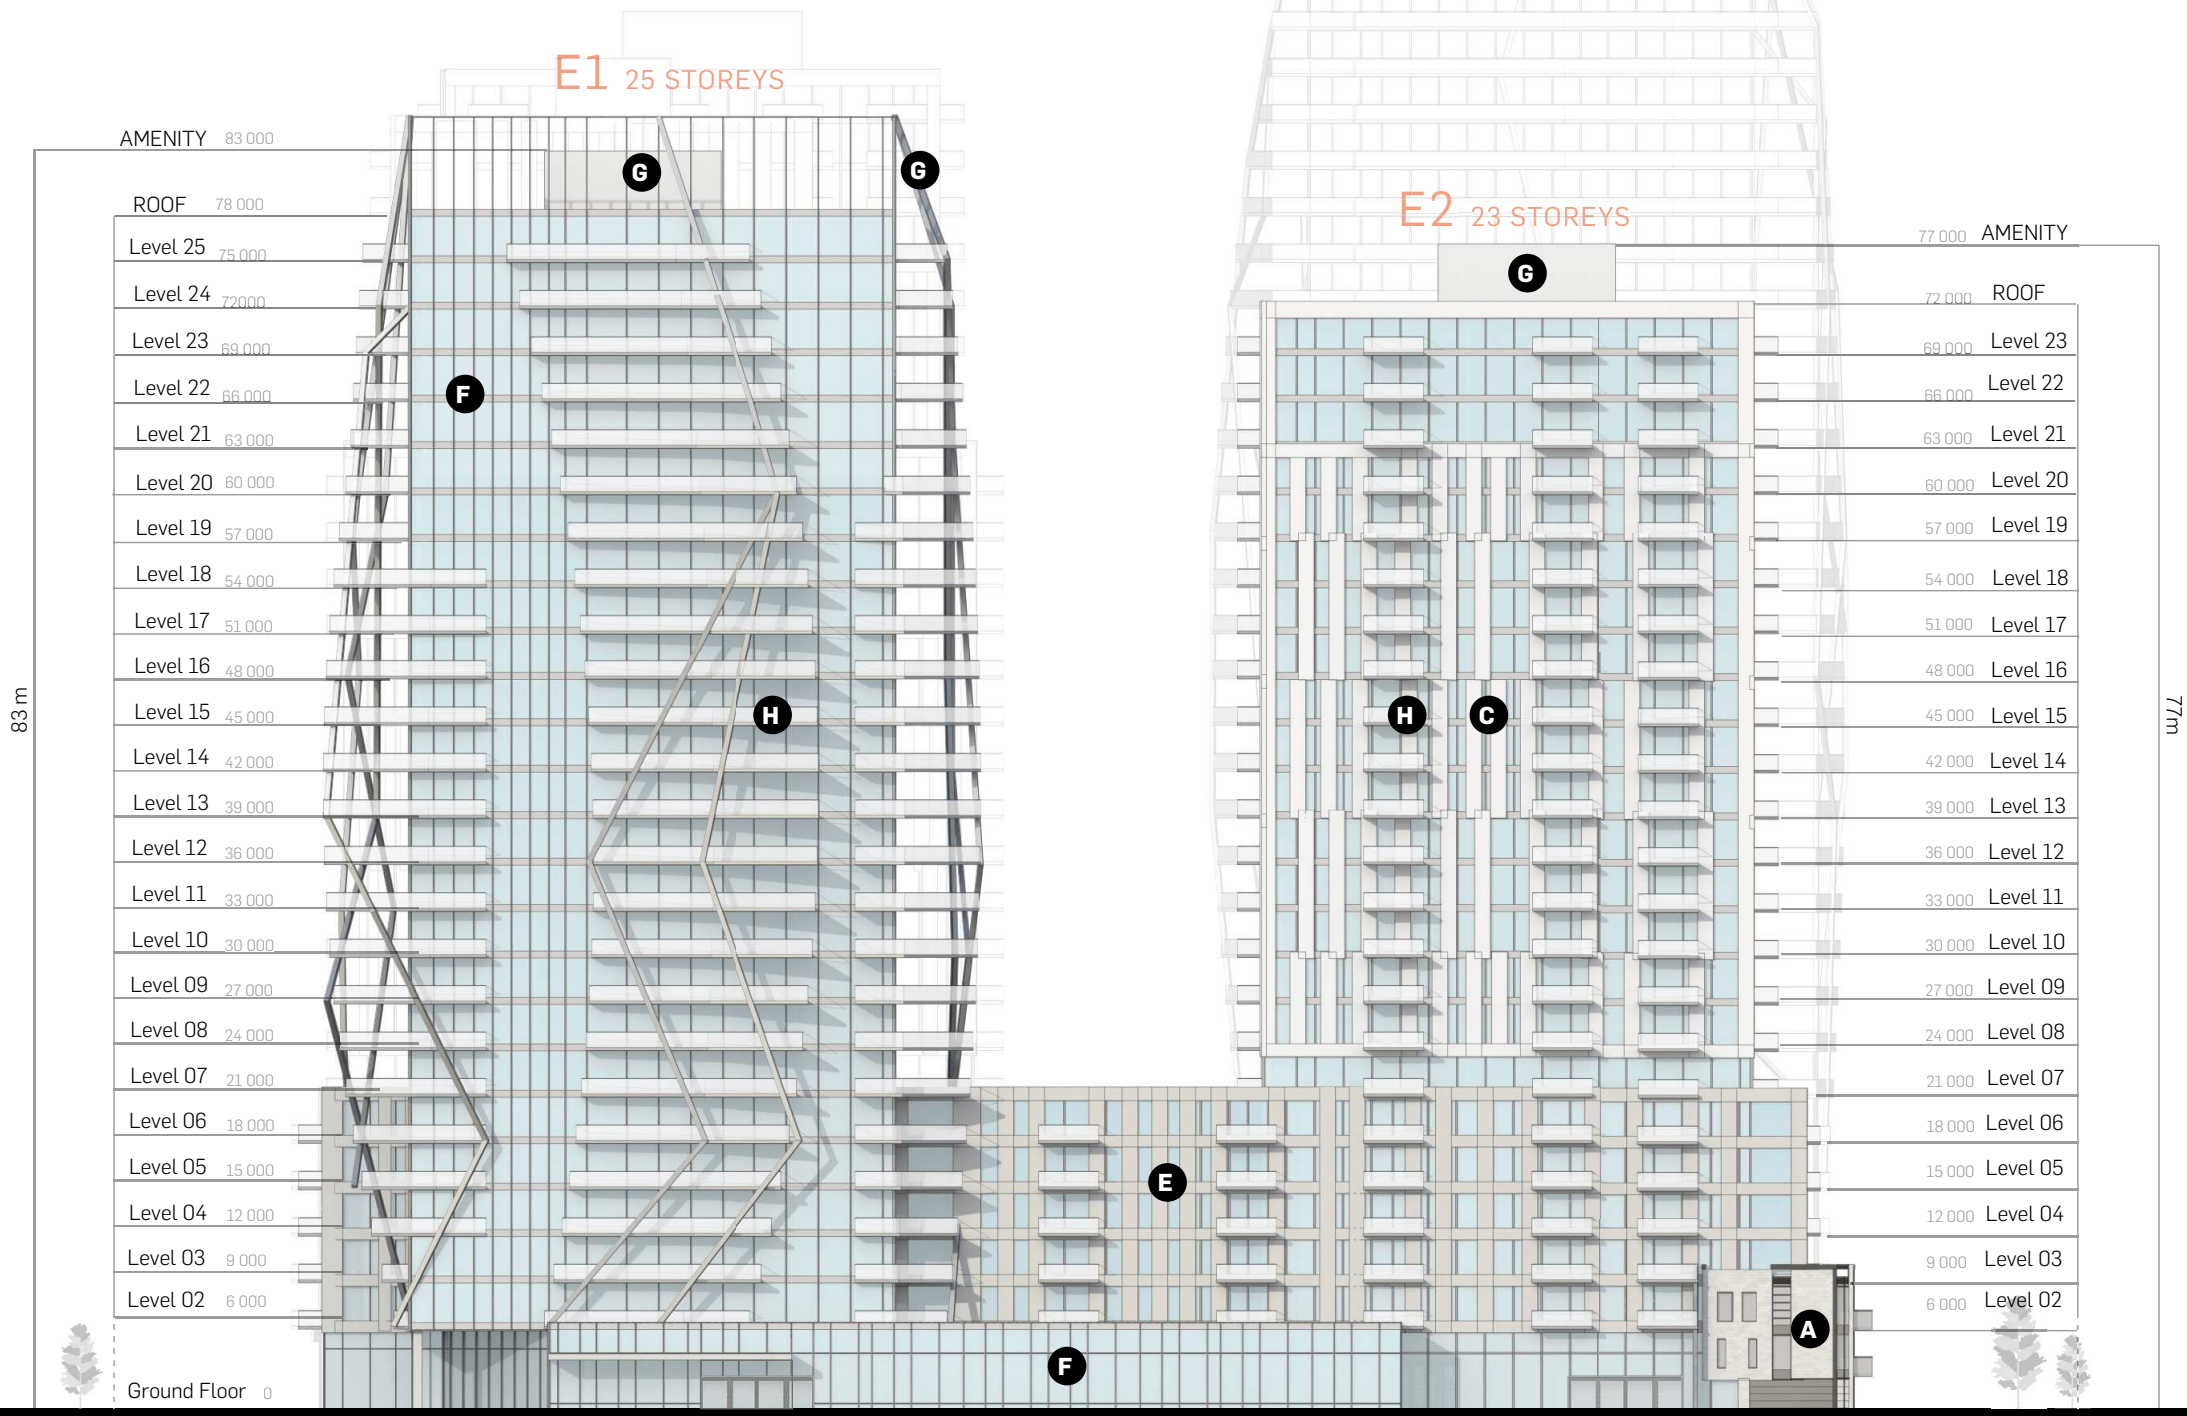 E1 25 STOREYS
AMENITY 83 000
ROOF 78 000
Level 25 75 000
Level 24 72000
Level 23 69 000
Level 22 66 000
Level 21 63 000
Level 20 60 000
Level 19 57 000
Level 18 54 000
Level 17 51 000
Level 16 48 000
Level 15 45 000
Level 14 42 000
Level 13 39 000
Level 12 36 000
Level 11 33 000
Level 10 30 000
Level 09 27 000
Level 08 24 000
Level 07 21 000
Level 06 18 000
Level 05 15 000
Level 04 12 000
Level 03 9 000
Level 02 6 000
Ground Floor 0
83 m
G
G
F
H
E
F
E2 23 STOREYS
G
H
C
A
77 000 AMENITY
72 000 ROOF
69 000 Level 23
66 000 Level 22
63 000 Level 21
60 000 Level 20
57 000 Level 19
54 000 Level 18
51 000 Level 17
48 000 Level 16
45 000 Level 15
42 000 Level 14
39 000 Level 13
36 000 Level 12
33 000 Level 11
30 000 Level 10
27 000 Level 09
24 000 Level 08
21 000 Level 07
18 000 Level 06
15 000 Level 05
12 000 Level 04
9 000 Level 03
6 000 Level 02
77m